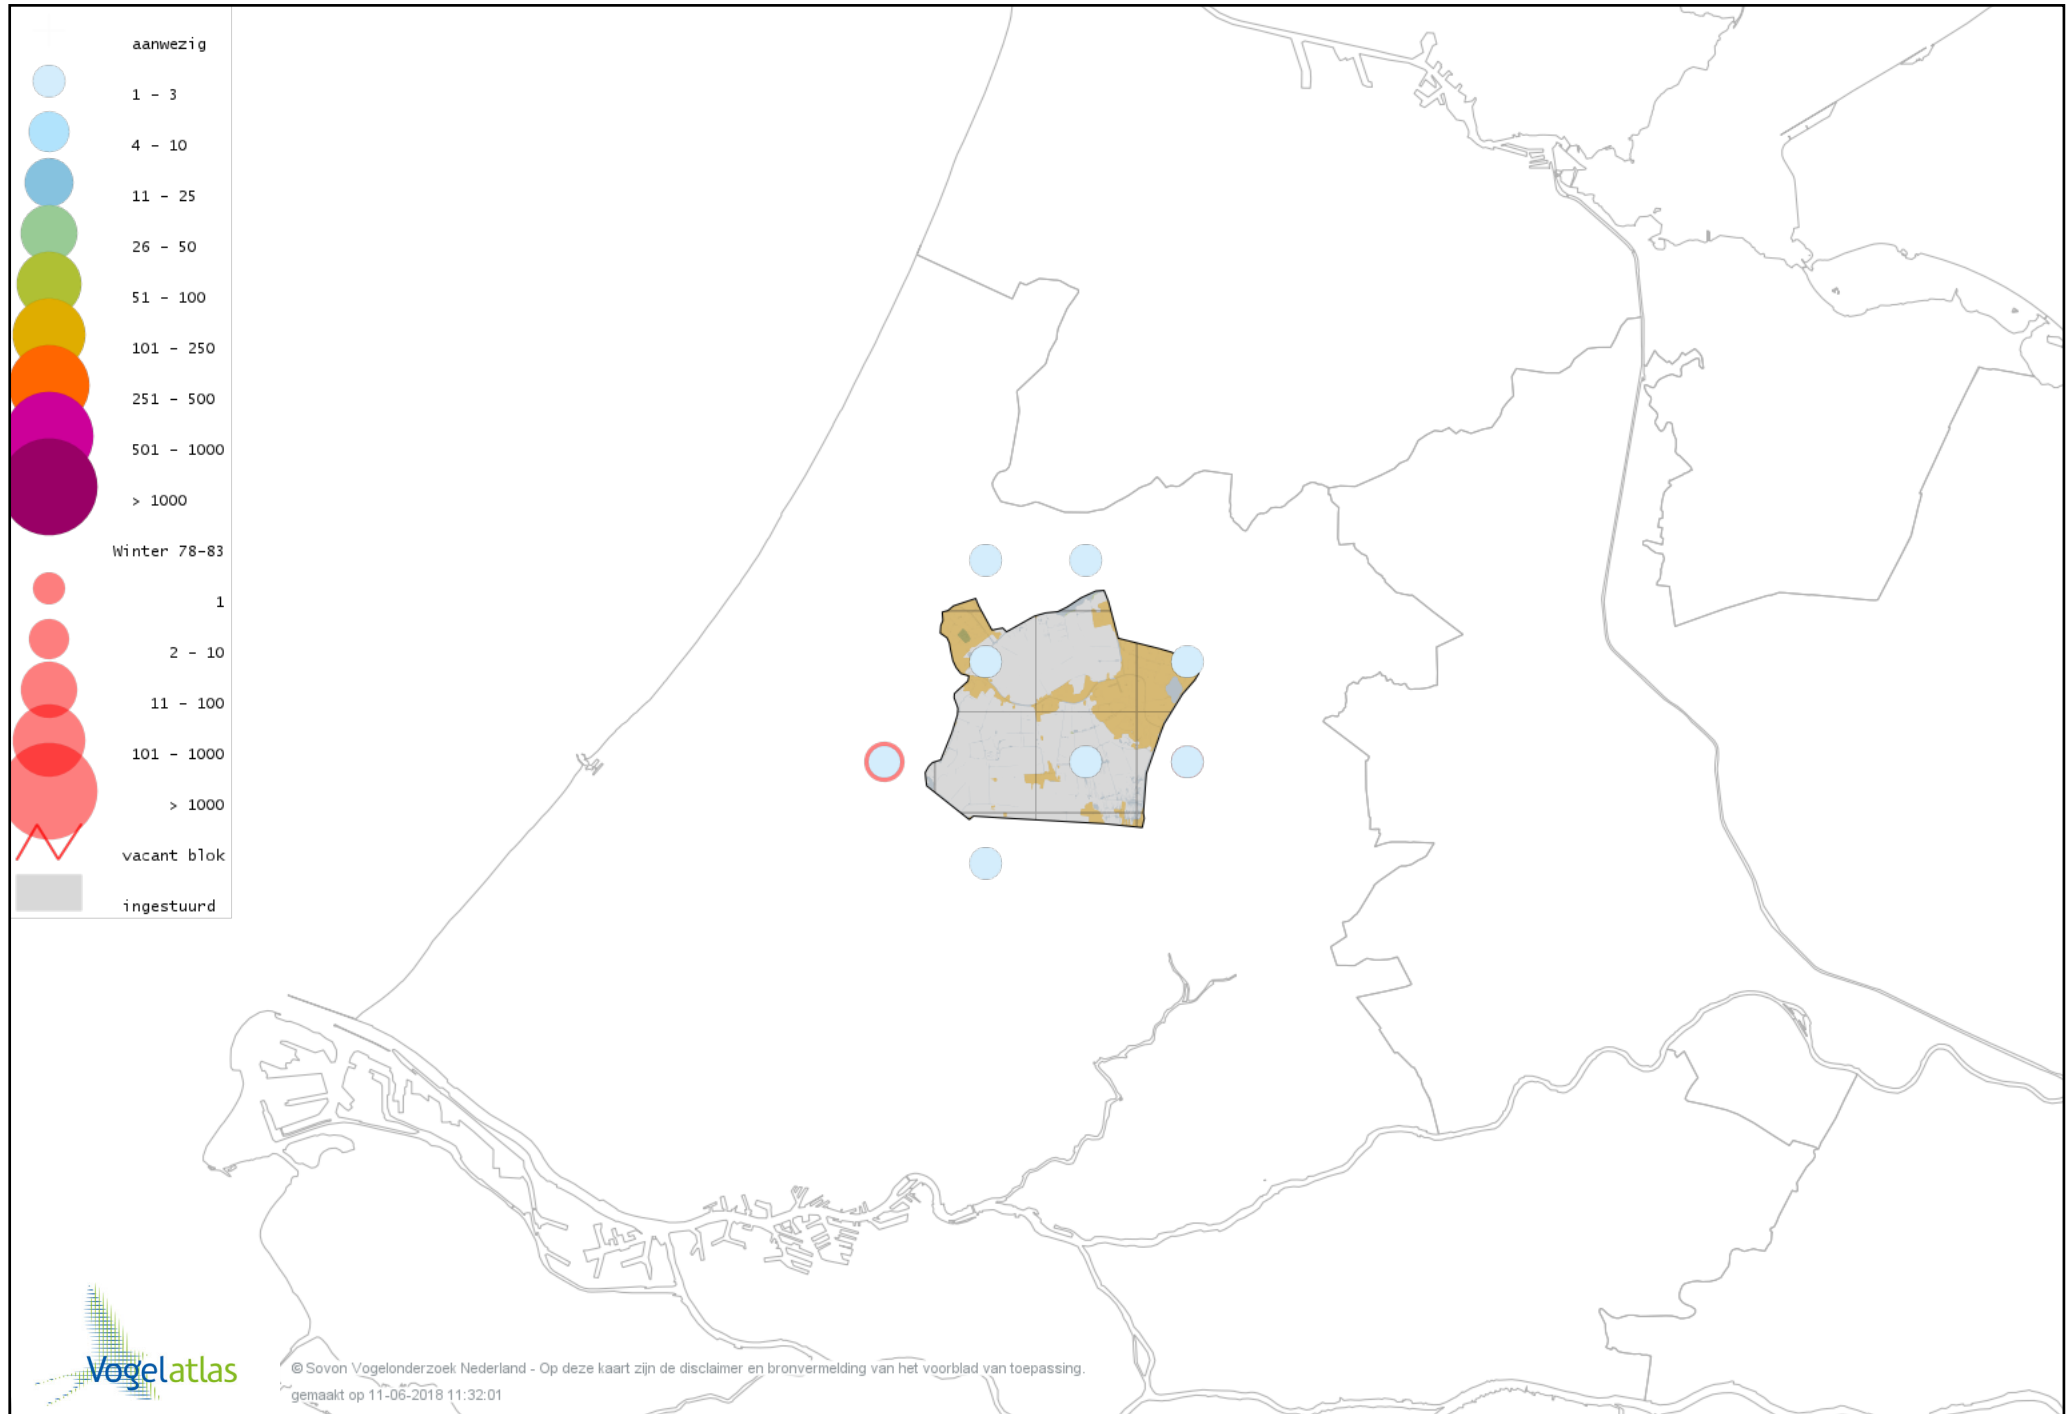 aanwezig
1 - 3
4 - 10
11 - 25
26 - 50
51 - 100
101 - 250
251 - 500
501 - 1000
> 1000
Winter 78-83
1
2 - 10
11 - 100
101 - 1000
> 1000
vacant blok
ingestuurd
Vogelatlas
© Sovon Vogelonderzoek Nederland - Op deze kaart zijn de disclaimer en bronvermelding van het voorblad van toepassing.
gemaakt op 11-06-2018 11:32:01